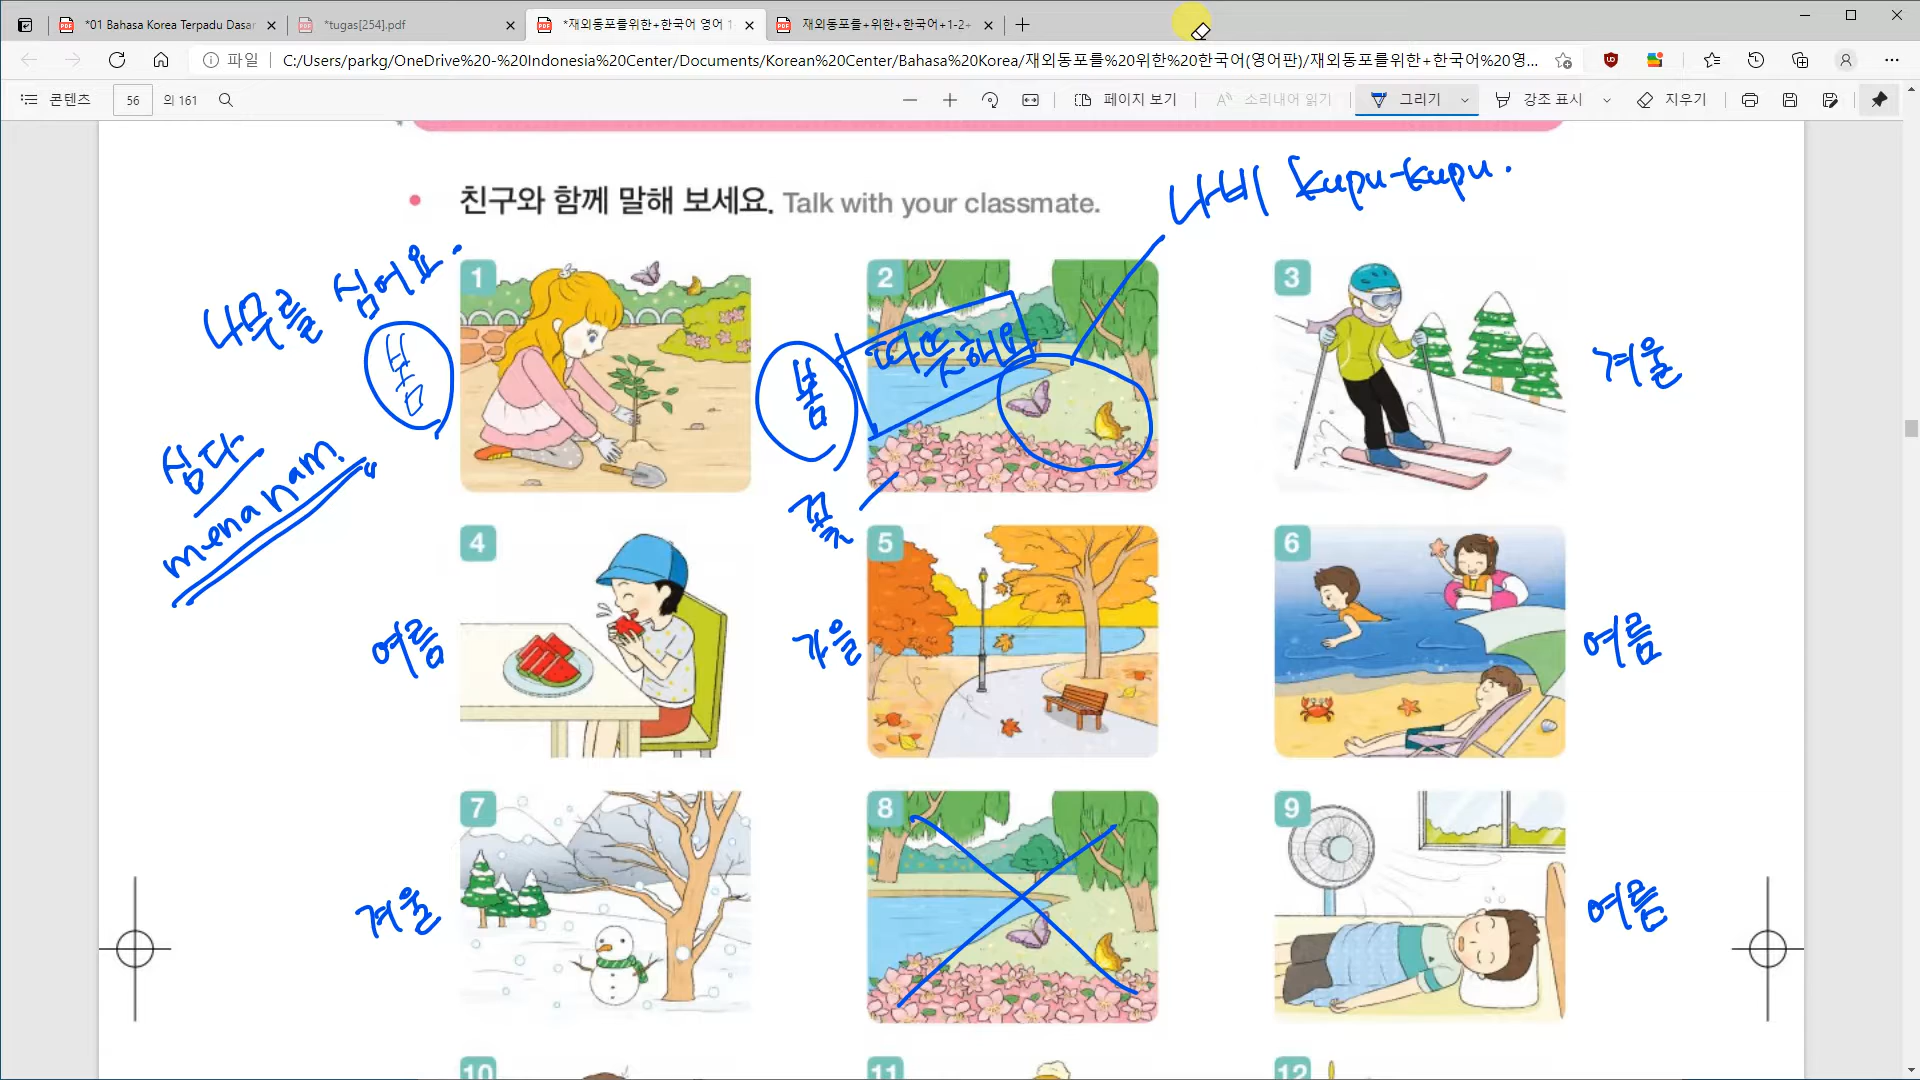 *01 Bahasa Korea Terpadu Dasar
*tugas[254].pdf
*재외동포를위한+한국어 영어 1
재외동포를+위한+한국어+1-2+
파일
C:/Users/parkg/OneDrive%20-%20Indonesia%20Center/Documents/Korean%20Center/Bahasa%20Korea/재외동포를%20위한%20한국어(영어판)/재외동포를위한+한국어%20영...
콘텐츠
56
의 161
페이지 보기
소리내어 읽기
그리기
강조 표시
지우기
친구와 함께 말해 보세요. Talk with your classmate.
나비 kupu-kupu.
나무를 심어요.
1
2
3
봄
봄
따뜻해요
겨울
심다
menanam.
꽃
4
5
6
여름
가을
여름
7
8
9
겨울
여름
10
11
12